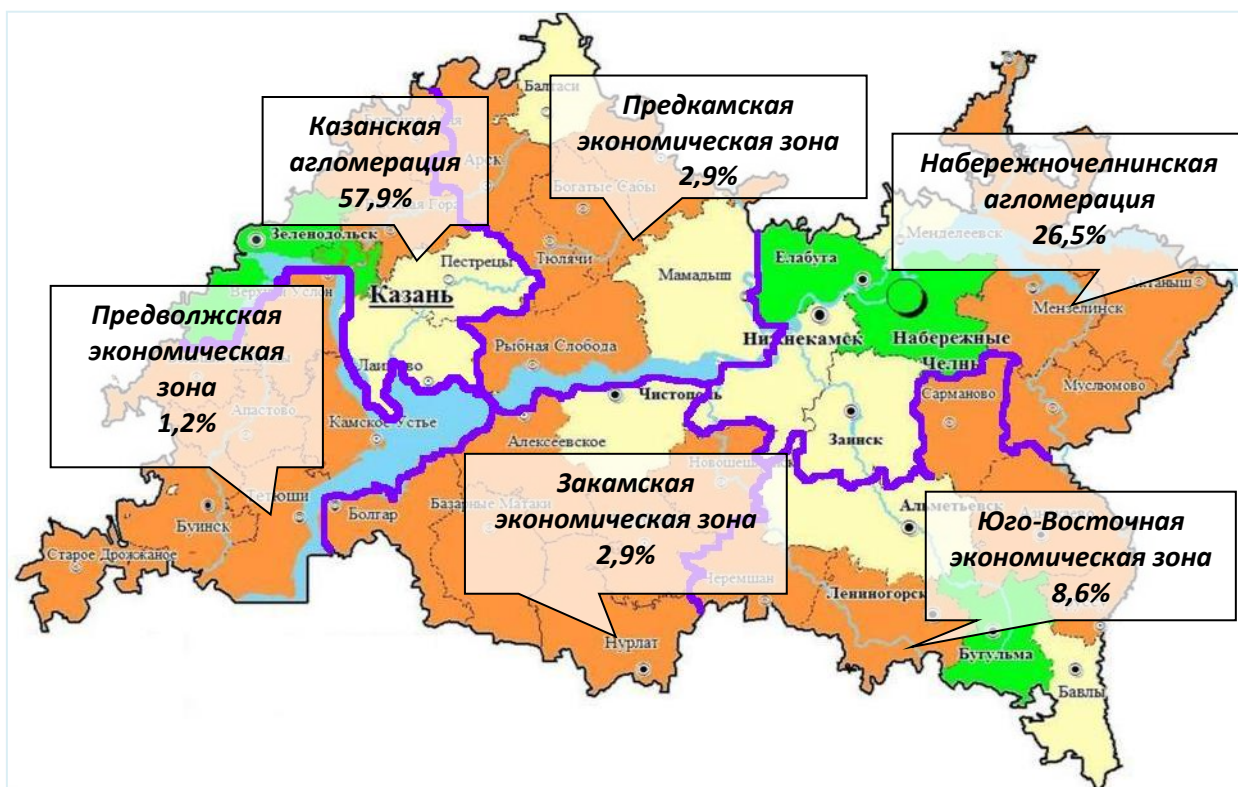 Казанская
агломерация
57,9%
Предкамская
экономическая зона
2,9%
Набережночелнинская
агломерация
26,5%
Предволжская
экономическая
зона
1,2%
Закамская
экономическая зона
2,9%
Юго-Восточная
экономическая зона
8,6%
Балтаси
Арск
Богатые Сабы
Тюлячи
Зеленодольск
Пестрецы
Казань
Мамадыш
Елабуга
Менделеевск
Мензелинск
Нижнекамск
Набережные
Челны
Рыбная Слобода
Лаишево
Муслюмово
Чистополь
Сарманово
Апастово
Камское Устье
Алексеевское
Заинск
Тетюши
Болгар
Базарные Матаки
Альметьевск
Буинск
Старое Дрожжаное
Черемшан
Лениногорск
Нурлат
Бугульма
Бавлы